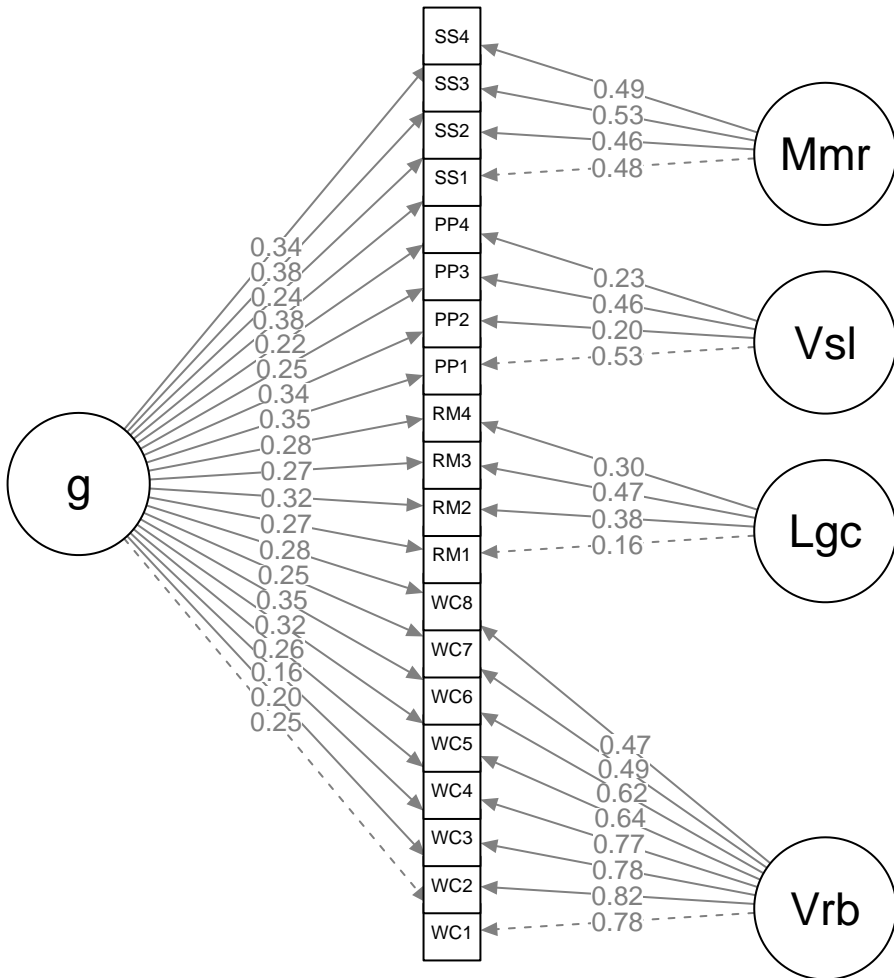 SS4
SS3
SS2
SS1
PP4
PP3
PP2
PP1
RM4
RM3
RM2
RM1
WC8
WC7
WC6
WC5
WC4
WC3
WC2
WC1
g
0.34
0.38
0.24
0.38
0.22
0.25
0.34
0.35
0.28
0.27
0.32
0.27
0.28
0.25
0.35
0.32
0.26
0.16
0.20
0.25
Mmr
0.49
0.53
0.46
0.48
Vsl
0.23
0.46
0.20
0.53
Lgc
0.30
0.47
0.38
0.16
Vrb
0.47
0.49
0.62
0.64
0.77
0.78
0.82
0.78